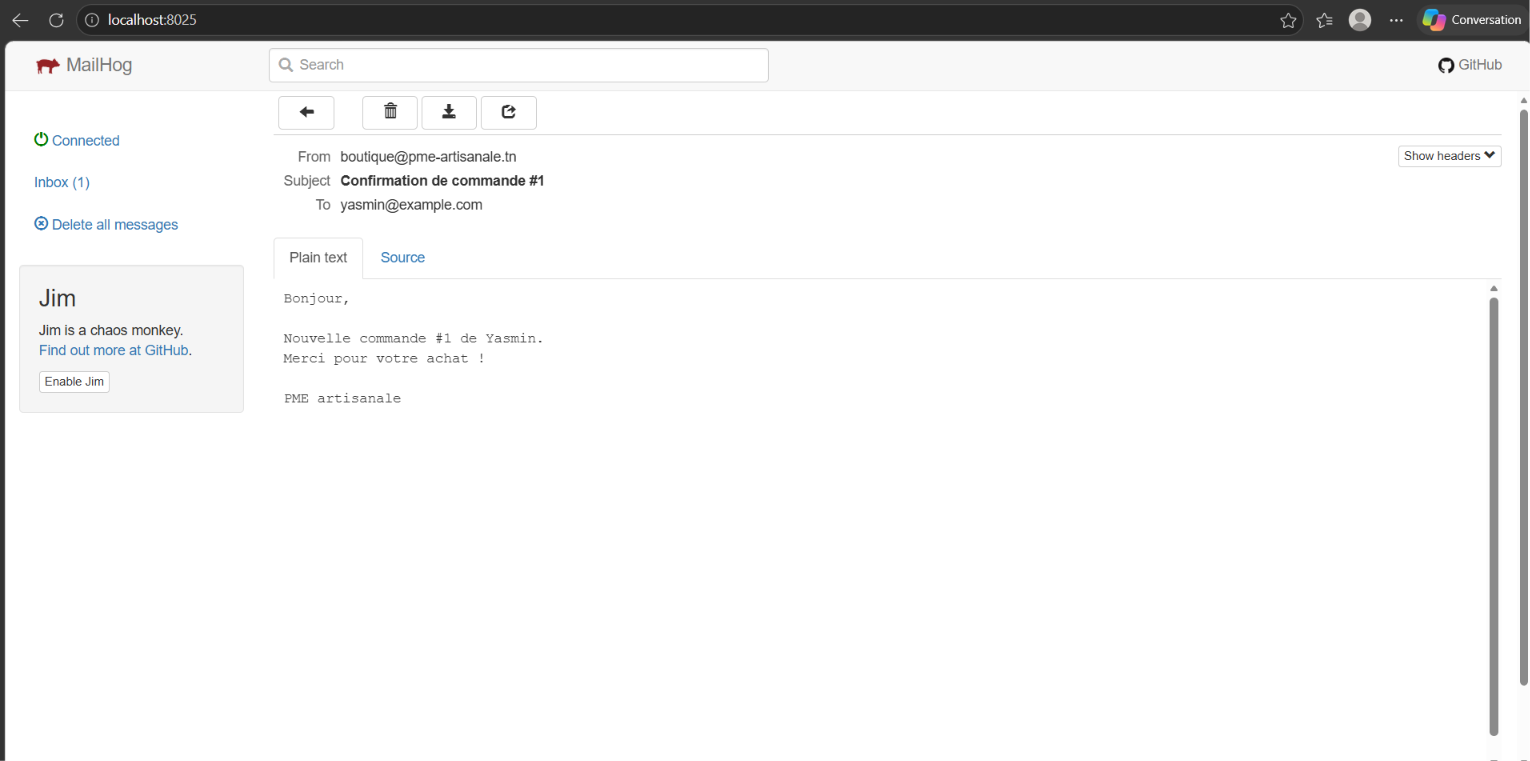 localhost:8025
Conversation
MailHog
Search
GitHub
Connected
Inbox (1)
Delete all messages
Jim
Jim is a chaos monkey.
Find out more at GitHub.
Enable Jim
From boutique@pme-artisanale.tn
Show headers
Subject Confirmation de commande #1
To yasmin@example.com
Plain text
Source
Bonjour,
Nouvelle commande #1 de Yasmin.
Merci pour votre achat !
PME artisanale